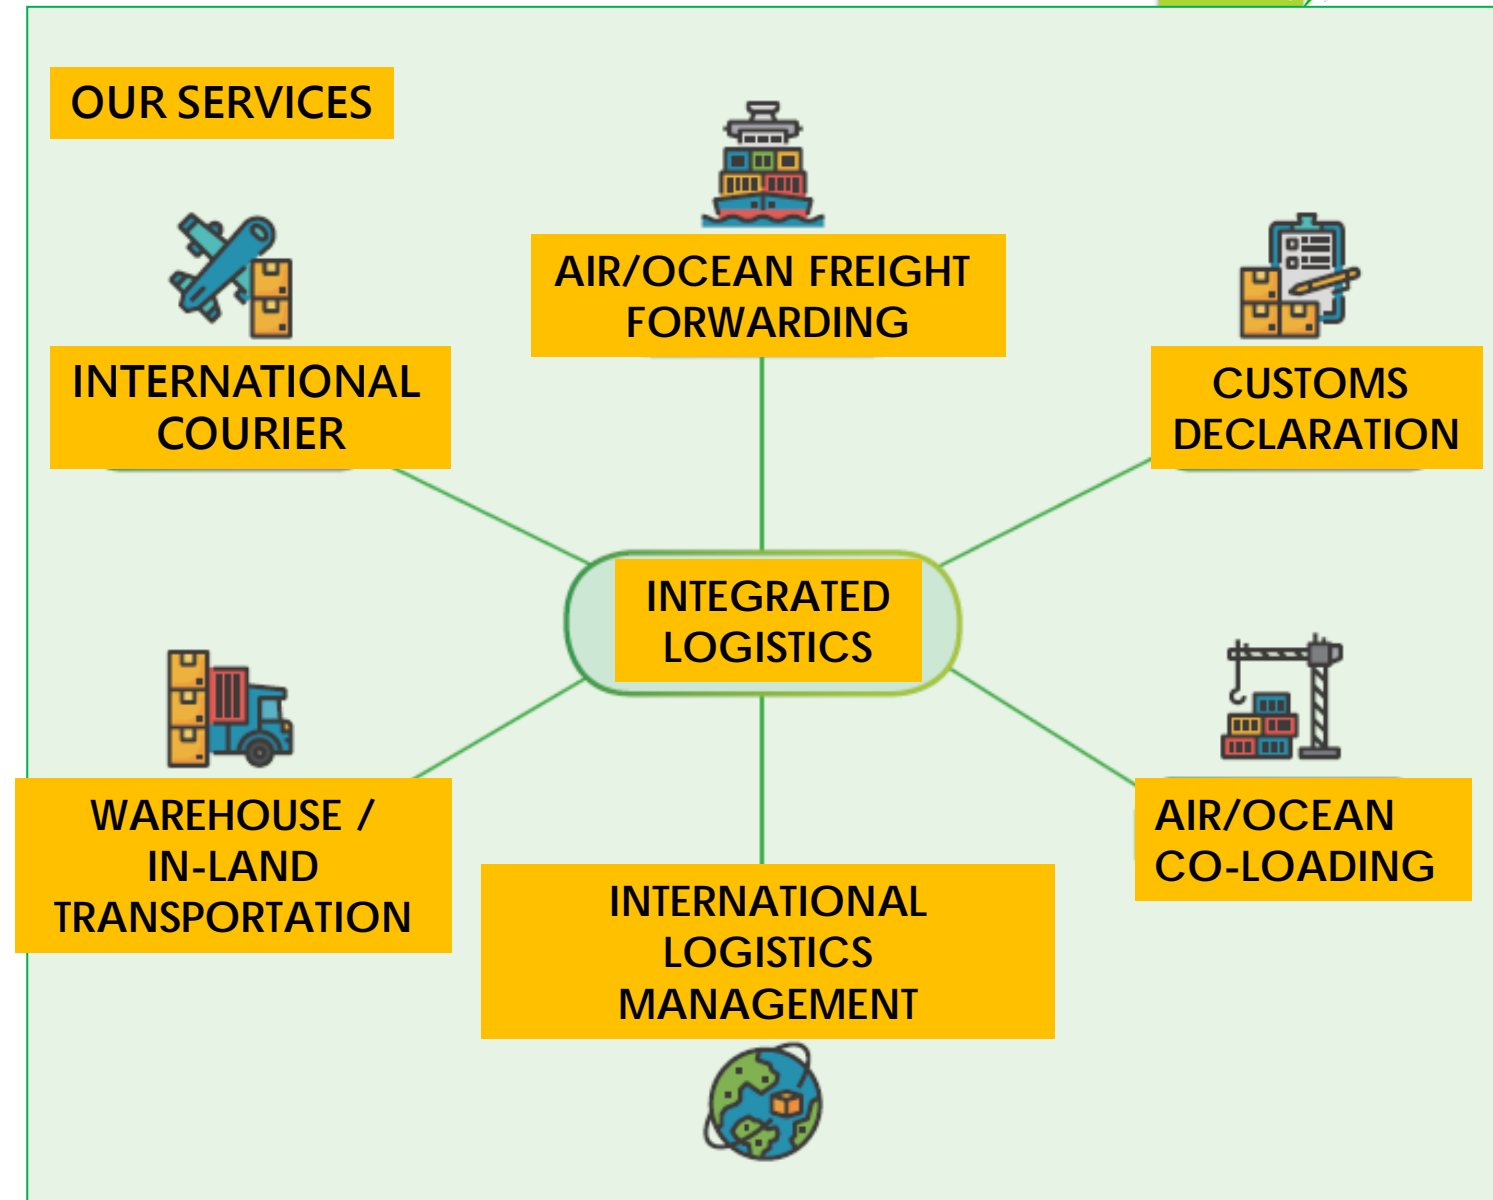 OUR SERVICES
AIR/OCEAN FREIGHT
FORWARDING
INTERNATIONAL
COURIER
CUSTOMS
DECLARATION
INTEGRATED
LOGISTICS
WAREHOUSE /
IN-LAND
TRANSPORTATION
AIR/OCEAN
CO-LOADING
INTERNATIONAL
LOGISTICS
MANAGEMENT